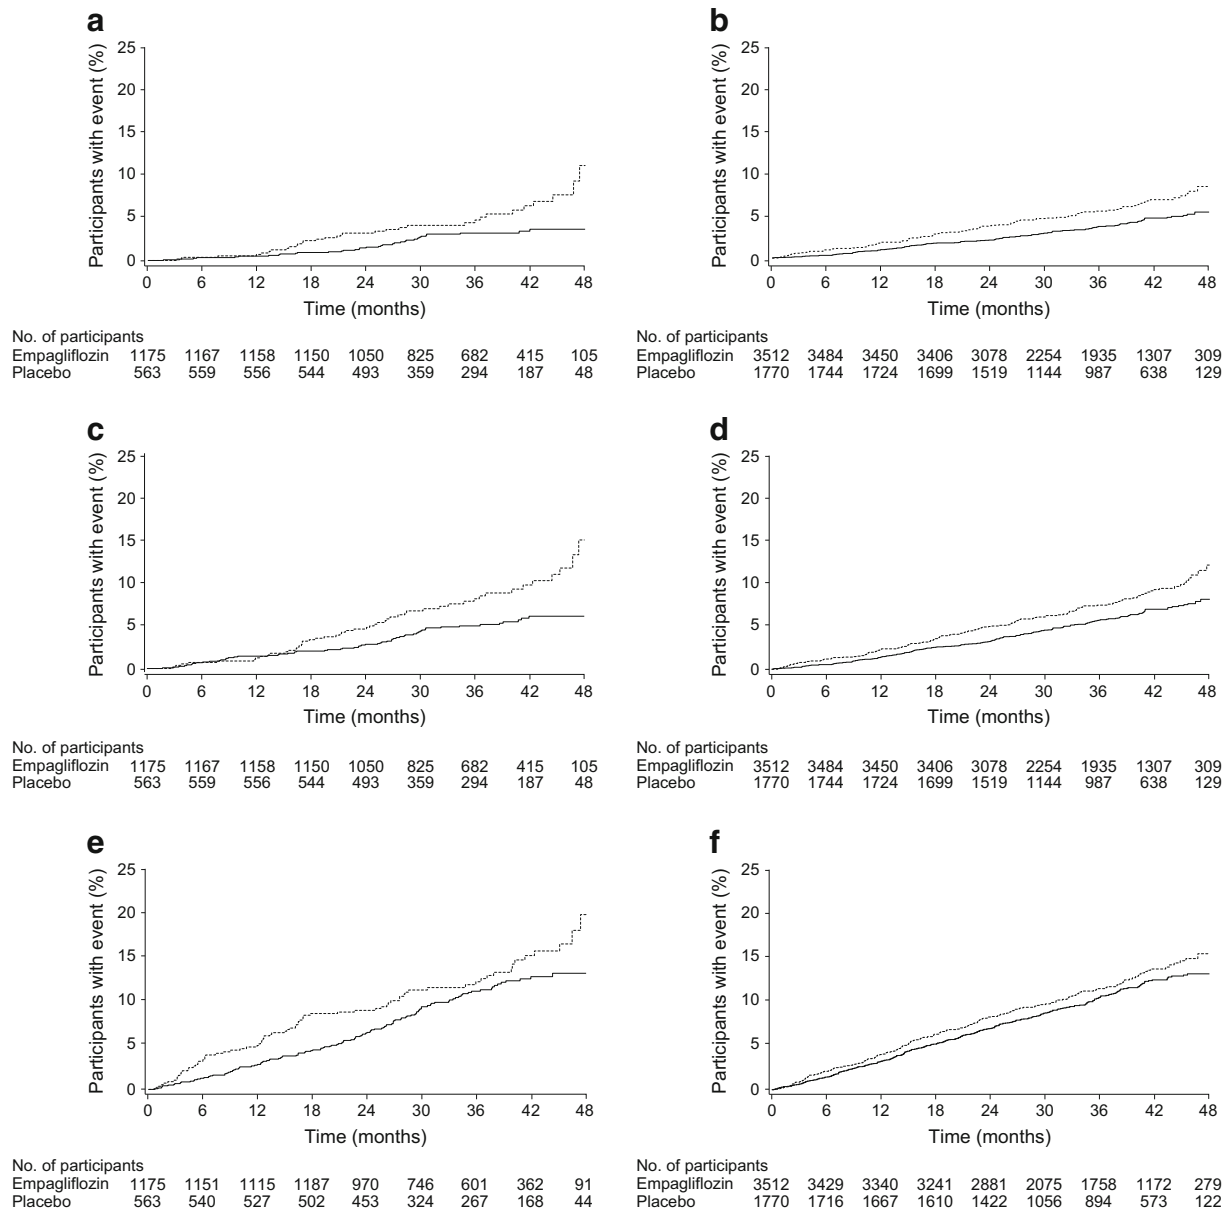 a
Participants with event (%)
25
20
15
10
5
0
0 6 12 18 24 30 36 42 48
Time (months)
No. of participants
Empagliflozin 1175 1167 1158 1150 1050 825 682 415 105
Placebo 563 559 556 544 493 359 294 187 48
b
Participants with event (%)
25
20
15
10
5
0
0 6 12 18 24 30 36 42 48
Time (months)
No. of participants
Empagliflozin 3512 3484 3450 3406 3078 2254 1935 1307 309
Placebo 1770 1744 1724 1699 1519 1144 987 638 129
c
Participants with event (%)
25
20
15
10
5
0
0 6 12 18 24 30 36 42 48
Time (months)
No. of participants
Empagliflozin 1175 1167 1158 1150 1050 825 682 415 105
Placebo 563 559 556 544 493 359 294 187 48
d
Participants with event (%)
25
20
15
10
5
0
0 6 12 18 24 30 36 42 48
Time (months)
No. of participants
Empagliflozin 3512 3484 3450 3406 3078 2254 1935 1307 309
Placebo 1770 1744 1724 1699 1519 1144 987 638 129
e
Participants with event (%)
25
20
15
10
5
0
0 6 12 18 24 30 36 42 48
Time (months)
No. of participants
Empagliflozin 1175 1151 1115 1187 970 746 601 362 91
Placebo 563 540 527 502 453 324 267 168 44
f
Participants with event (%)
25
20
15
10
5
0
0 6 12 18 24 30 36 42 48
Time (months)
No. of participants
Empagliflozin 3512 3429 3340 3241 2881 2075 1758 1172 279
Placebo 1770 1716 1667 1610 1422 1056 894 573 122